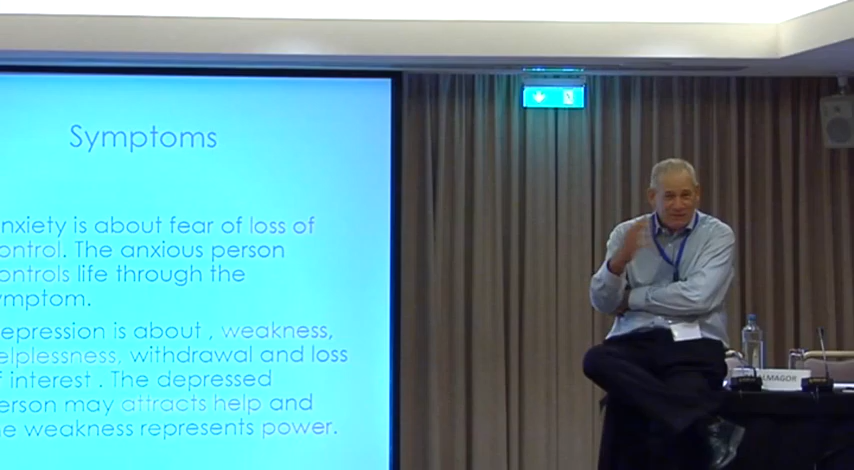 Symptoms
nxiety is about fear of loss of
ontrol. The anxious person
ontrols life through the
ymptom.
epression is about , weakness,
elplessness, withdrawal and loss
f interest . The depressed
erson may attracts help and
e weakness represents power.
ALMAGOR